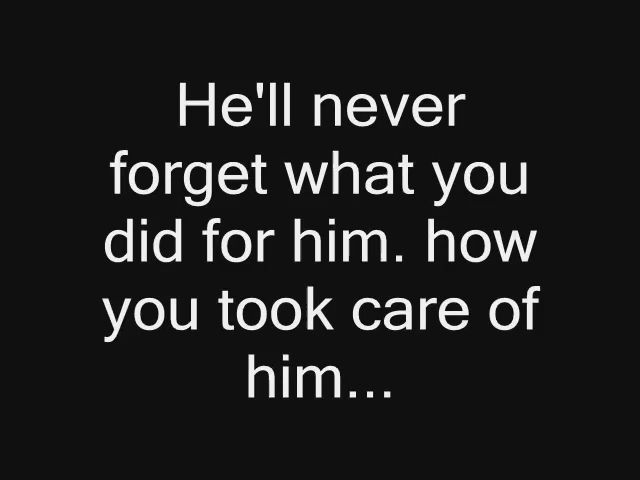 He'll never
forget what you
did for him. how
you took care of
him...